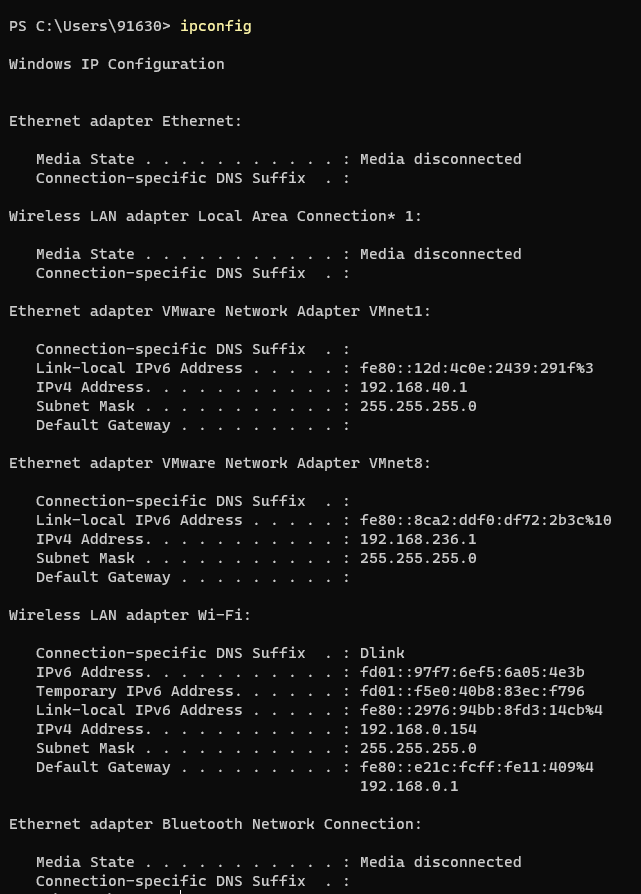 PS C:\Users\91630> ipconfig
Windows IP Configuration
Ethernet adapter Ethernet:
Media State . . . . . . . . . . . : Media disconnected
Connection-specific DNS Suffix  . :
Wireless LAN adapter Local Area Connection* 1:
Media State . . . . . . . . . . . : Media disconnected
Connection-specific DNS Suffix  . :
Ethernet adapter VMware Network Adapter VMnet1:
Connection-specific DNS Suffix  . :
Link-local IPv6 Address . . . . . : fe80::12d:4c0e:2439:291f%3
IPv4 Address. . . . . . . . . . . : 192.168.40.1
Subnet Mask . . . . . . . . . . . : 255.255.255.0
Default Gateway . . . . . . . . . :
Ethernet adapter VMware Network Adapter VMnet8:
Connection-specific DNS Suffix  . :
Link-local IPv6 Address . . . . . : fe80::8ca2:ddf0:df72:2b3c%10
IPv4 Address. . . . . . . . . . . : 192.168.236.1
Subnet Mask . . . . . . . . . . . : 255.255.255.0
Default Gateway . . . . . . . . . :
Wireless LAN adapter Wi-Fi:
Connection-specific DNS Suffix  . : Dlink
IPv6 Address. . . . . . . . . . . : fd01::97f7:6ef5:6a05:4e3b
Temporary IPv6 Address. . . . . . : fd01::f5e0:40b8:83ec:f796
Link-local IPv6 Address . . . . . : fe80::2976:94bb:8fd3:14cb%4
IPv4 Address. . . . . . . . . . . : 192.168.0.154
Subnet Mask . . . . . . . . . . . : 255.255.255.0
Default Gateway . . . . . . . . . : fe80::e21c:fcff:fe11:409%4
192.168.0.1
Ethernet adapter Bluetooth Network Connection:
Media State . . . . . . . . . . . : Media disconnected
Connection-specific DNS Suffix  . :